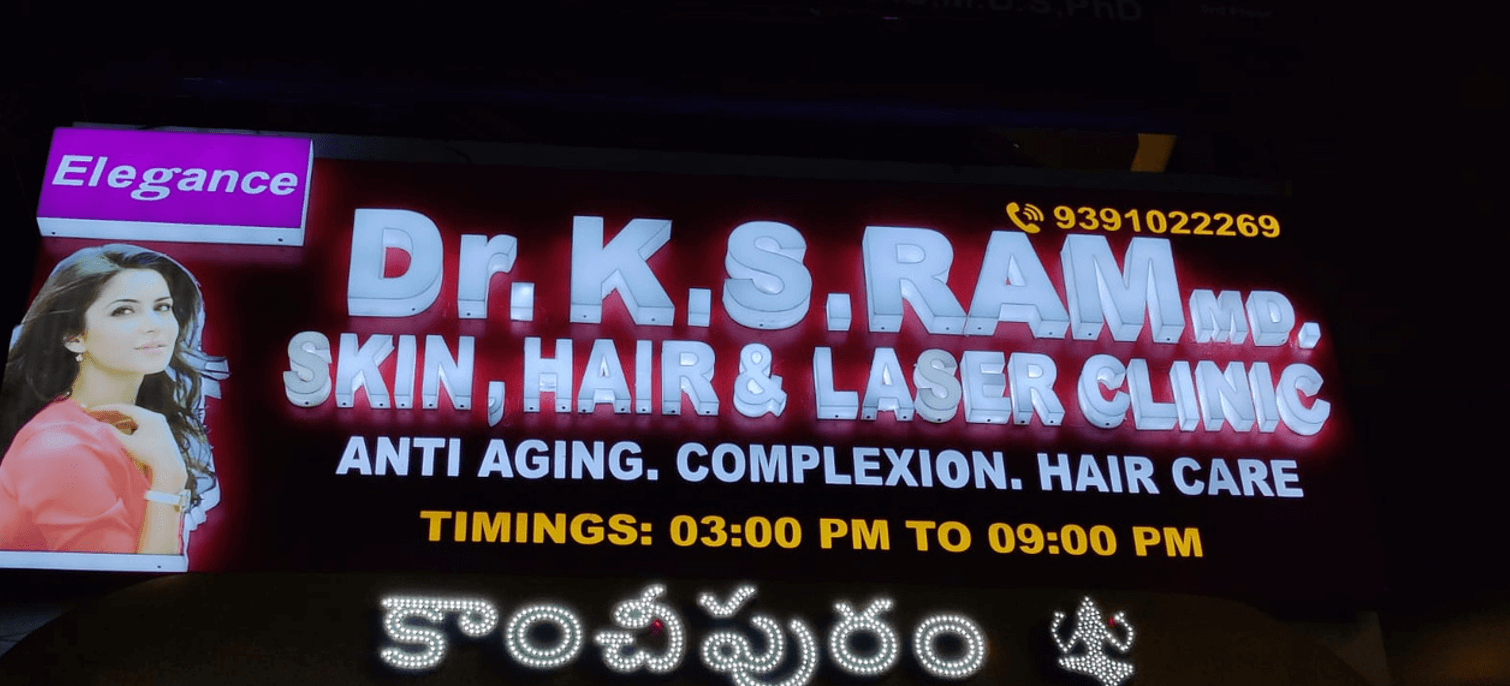 Elegance
9391022269
Dr. K.S.RAM MD.
SKIN, HAIR & LASER CLINIC
ANTI AGING. COMPLEXION. HAIR CARE
TIMINGS: 03:00 PM TO 09:00 PM
కాంచీపురం